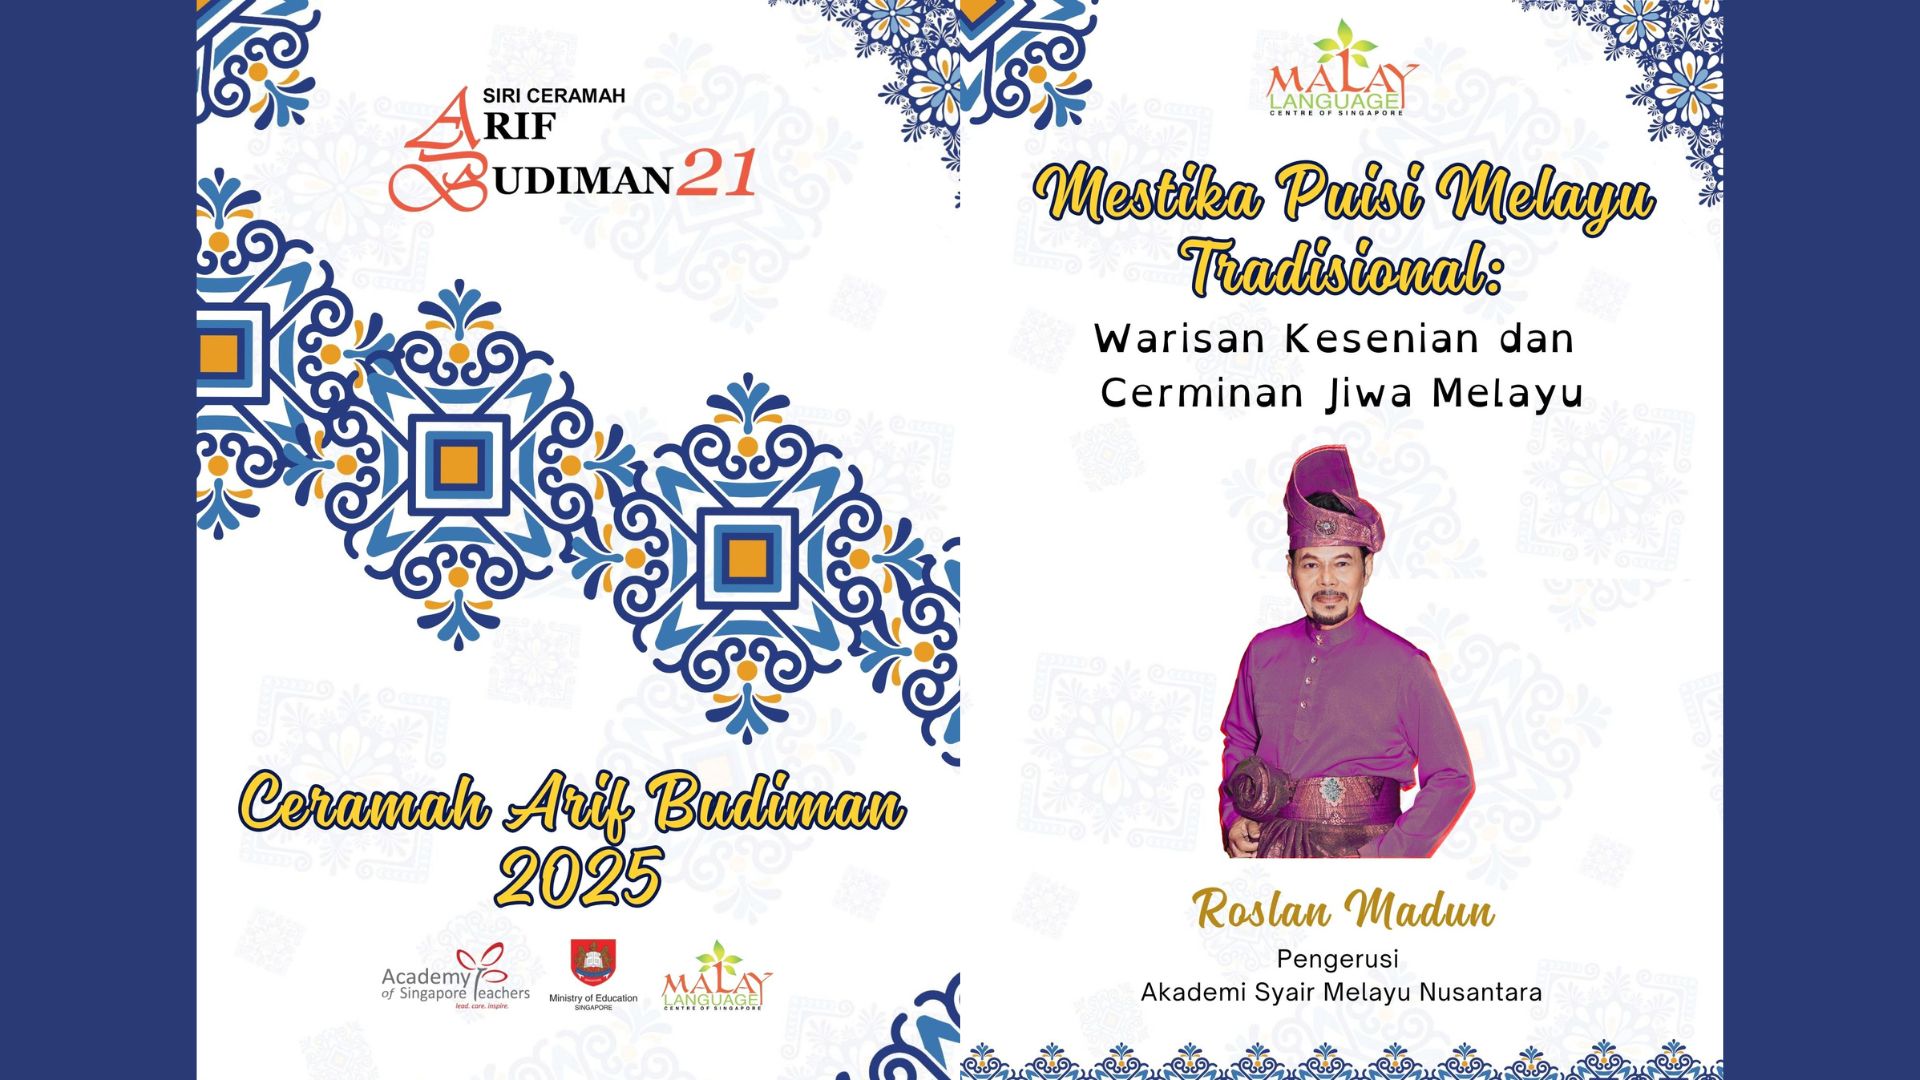 SIRI CERAMAH
ARIF
BUDIMAN 21
Ceramah Arif Budiman
2025
Academy
of Singapore Teachers
lead. care. inspire.
Ministry of Education
SINGAPORE
MALAY
LANGUAGE
CENTRE OF SINGAPORE
MALAY
LANGUAGE
CENTRE OF SINGAPORE
Mestika Puisi Melayu
Tradisional:
Warisan Kesenian dan
Cerminan Jiwa Melayu
Roslan Madun
Pengerusi
Akademi Syair Melayu Nusantara